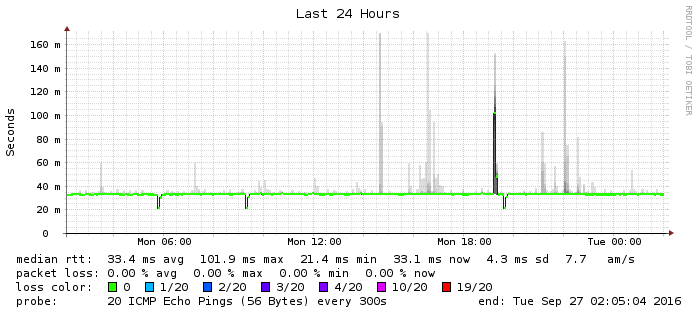 Last 24 Hours
RRDTOOL / TOBI OETIKER
Seconds
160 m
140 m
120 m
100 m
80 m
60 m
40 m
20 m
0
Mon 06:00 Mon 12:00 Mon 18:00 Tue 00:00
median rtt: 33.4 ms avg 101.9 ms max 21.4 ms min 33.1 ms now 4.3 ms sd 7.7 am/s
packet loss: 0.00 % avg 0.00 % max 0.00 % min 0.00 % now
loss color: 0 1/20 2/20 3/20 4/20 10/20 19/20
probe: 20 ICMP Echo Pings (56 Bytes) every 300s end: Tue Sep 27 02:05:04 2016